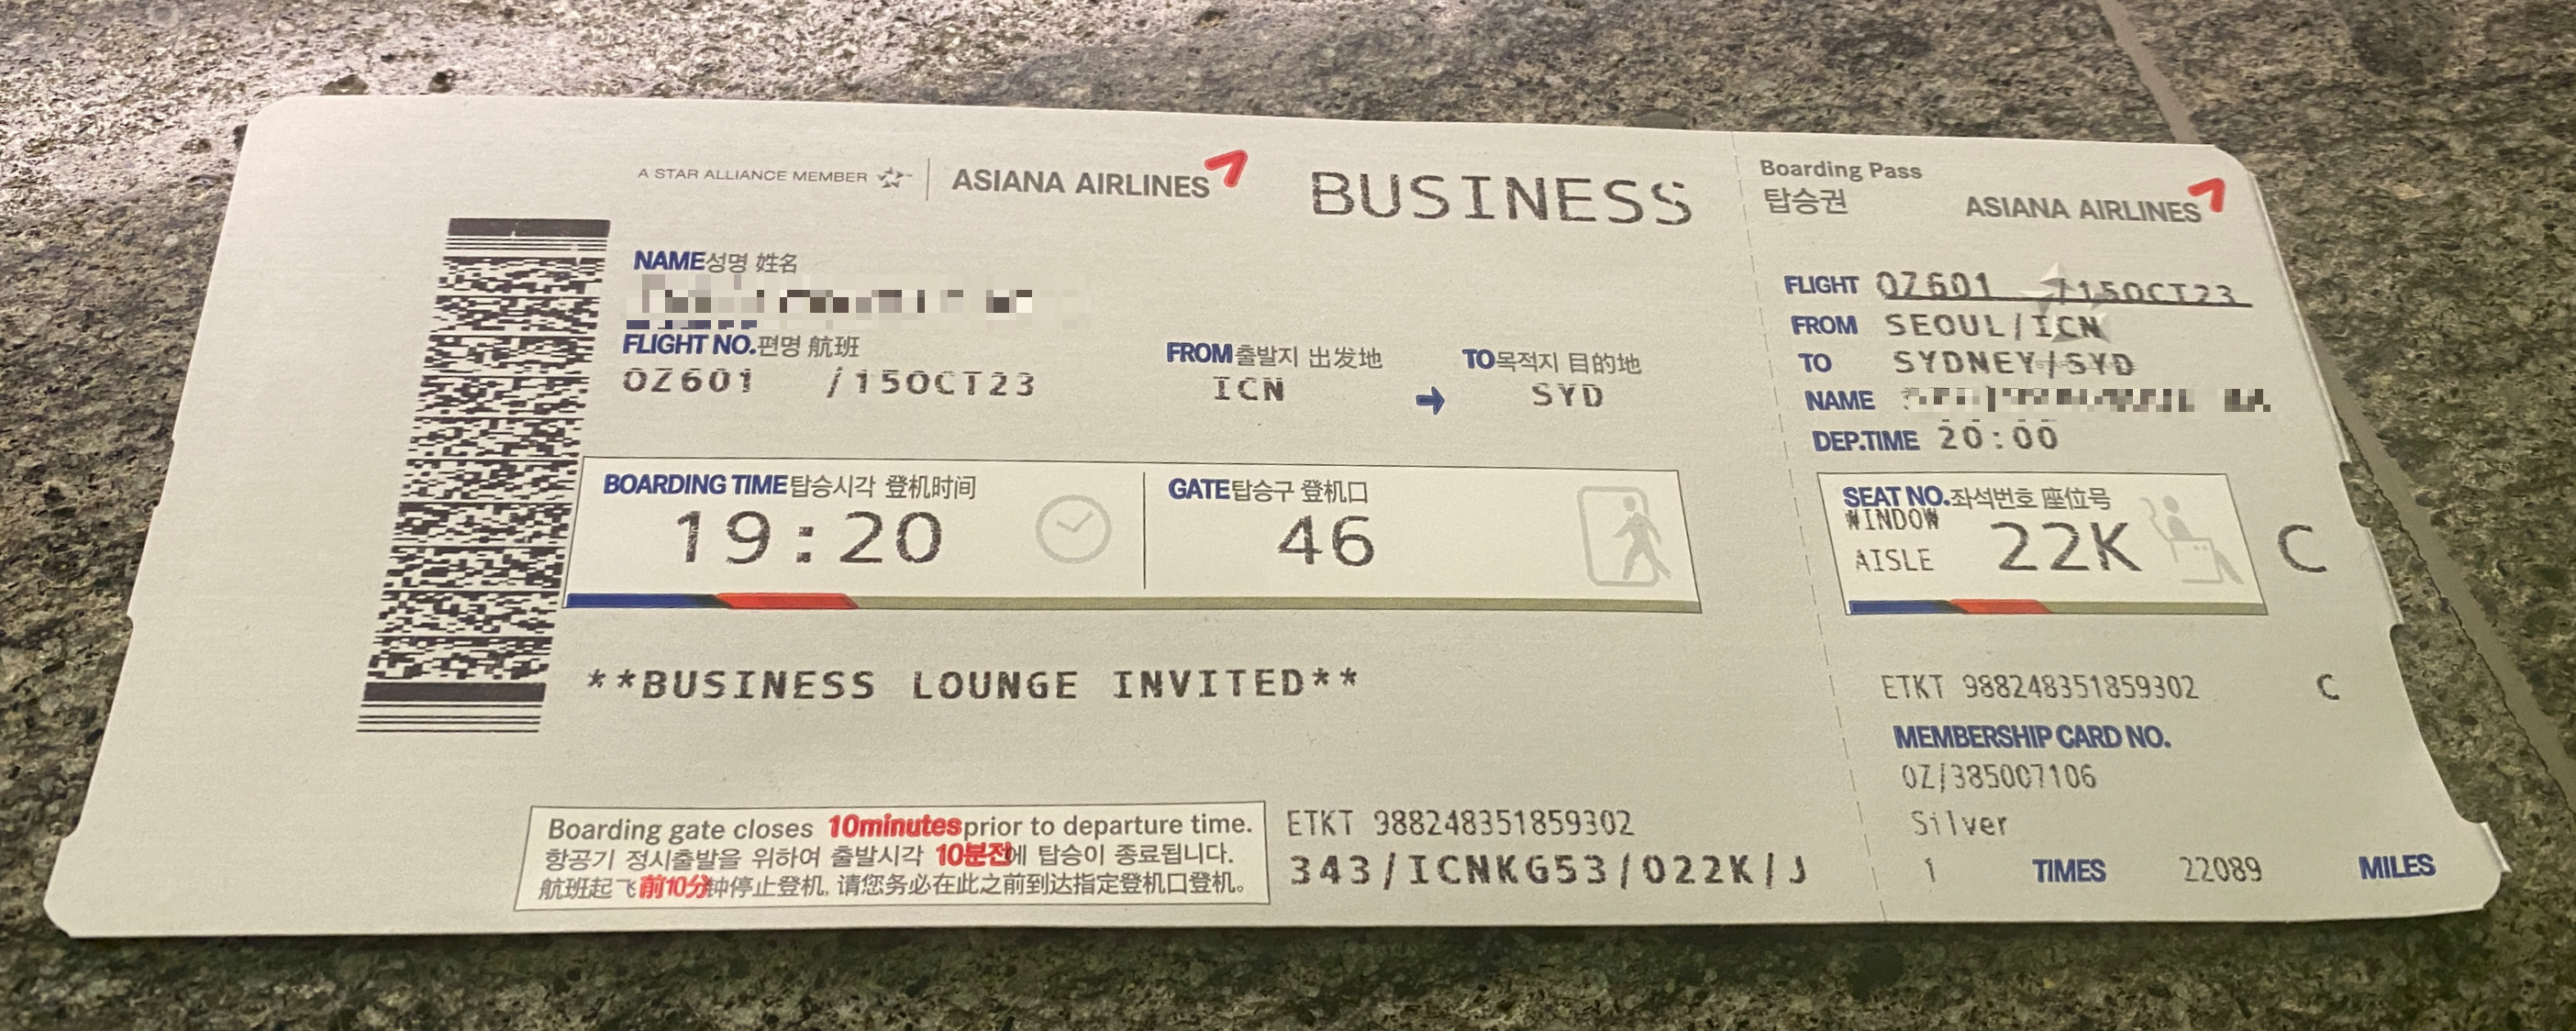 A STAR ALLIANCE MEMBER ASIANA AIRLINES BUSINESS
NAME성명 姓名
FLIGHT NO.편명 航班
OZ601 /15OCT23
FROM출발지 出发地
ICN
TO목적지 目的地
SYD
BOARDING TIME탑승시각 登机时间
19:20
GATE탑승구 登机口
46
**BUSINESS LOUNGE INVITED**
Boarding gate closes 10minutes prior to departure time.
항공기 정시출발을 위하여 출발시각 10분전에 탑승이 종료됩니다.
航班起飞前10分钟停止登机, 请您务必在此之前到达指定登机口登机。
ETKT 988248351859302
343/ICNKG53/022K/J
Boarding Pass
탑승권
ASIANA AIRLINES
FLIGHT OZ601 /15OCT23
FROM SEOUL/ICN
TO SYDNEY/SYD
NAME
DEP.TIME 20:00
SEAT NO.좌석번호 座位号
WINDOW
AISLE 22K C
ETKT 988248351859302 C
MEMBERSHIP CARD NO.
OZ/385007106
Silver
1 TIMES 22089 MILES